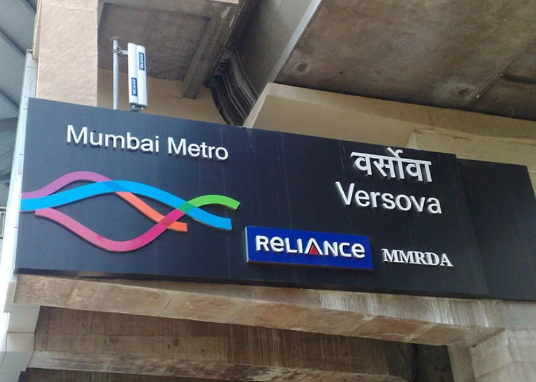 Mumbai Metro
वर्सोवा
Versova
RELIANCE
MMRDA